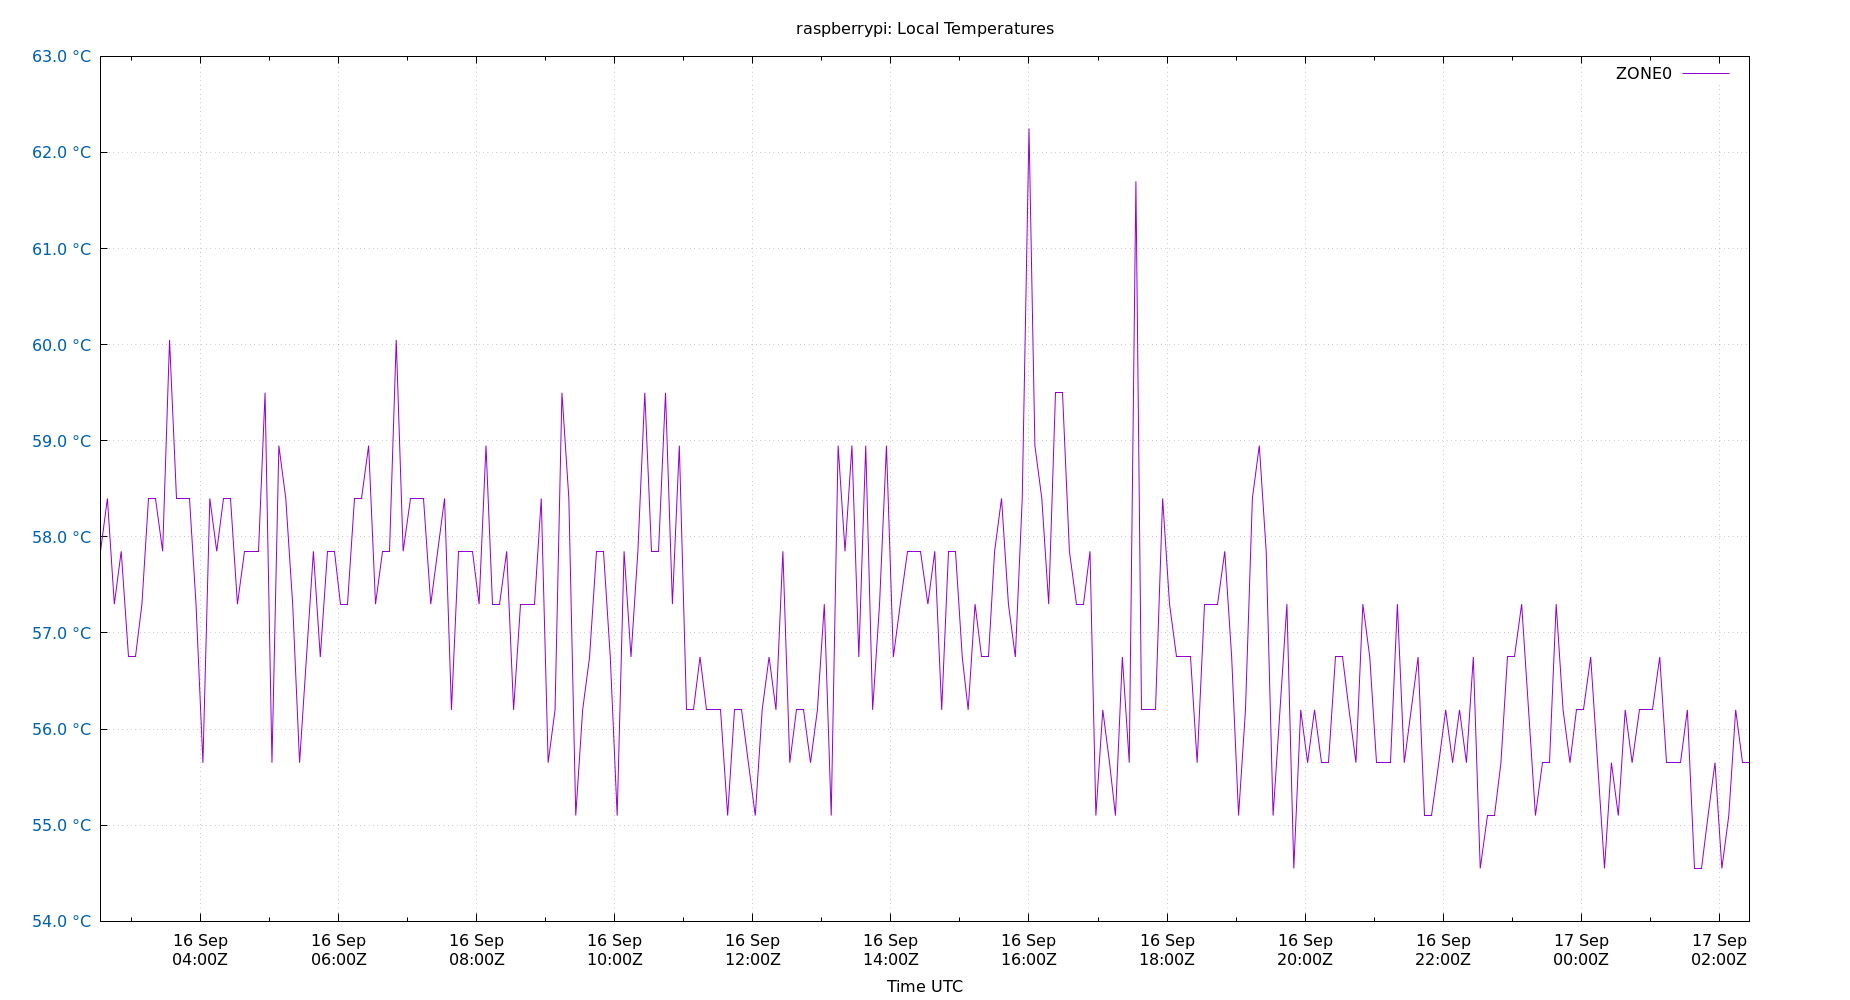 raspberrypi: Local Temperatures
63.0 °C
ZONE0
62.0 °C
61.0 °C
60.0 °C
59.0 °C
58.0 °C
57.0 °C
56.0 °C
55.0 °C
54.0 °C
16 Sep 16 Sep 16 Sep 16 Sep 16 Sep 16 Sep 16 Sep 16 Sep 16 Sep 16 Sep 17 Sep 17 Sep
04:00Z 06:00Z 08:00Z 10:00Z 12:00Z 14:00Z 16:00Z 18:00Z 20:00Z 22:00Z 00:00Z 02:00Z
Time UTC